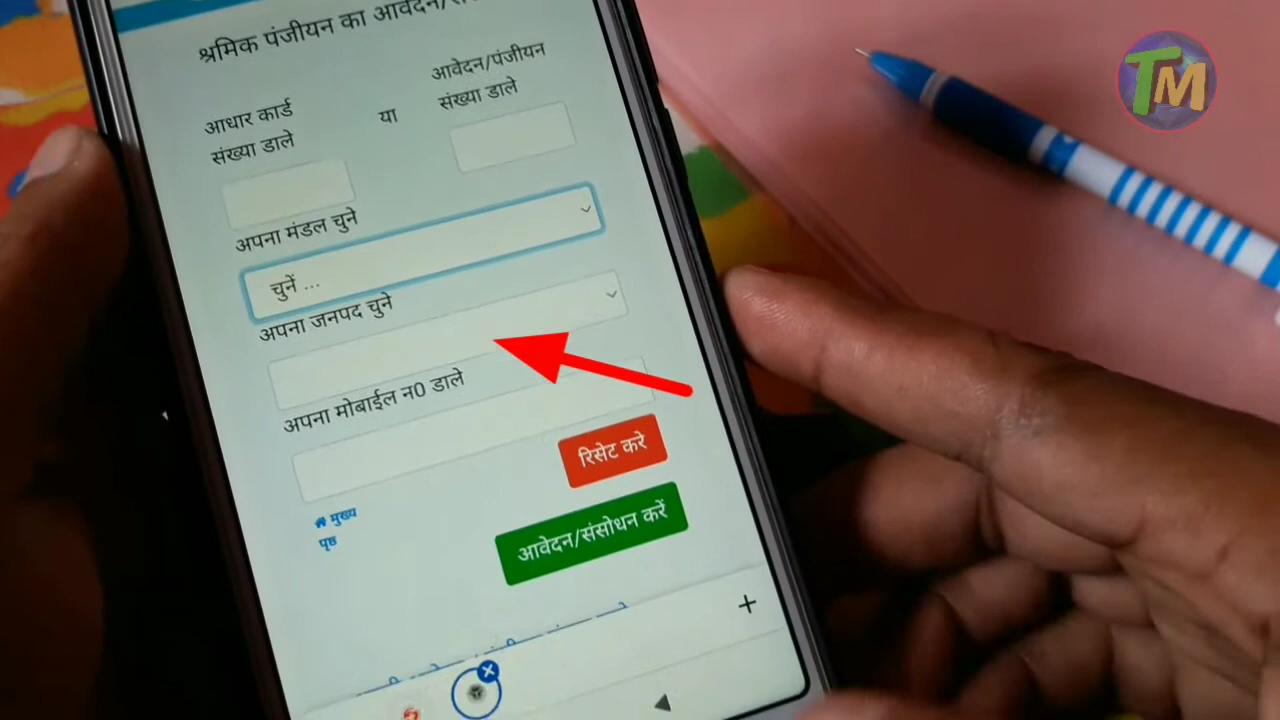 श्रमिक पंजीयन का आवेदन/
आधार कार्ड
संख्या डाले
या
आवेदन/पंजीयन
संख्या डाले
अपना मंडल चुने
चुनें ...
अपना जनपद चुने
अपना मोबाईल न0 डाले
रिसेट करे
आवेदन/संसोधन करें
मुख्य
पृष्ठ
TM